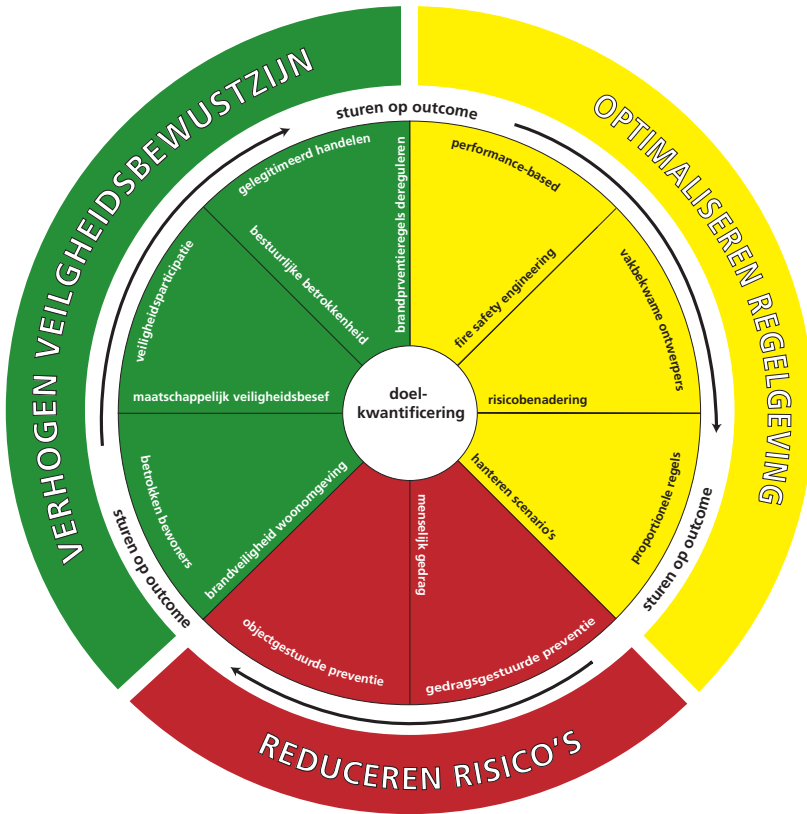 VERHOGEN VEILGHEIDSBEWUSTZIJN
OPTIMALISEREN REGELGEVING
REDUCEREN RISICO'S
sturen op outcome
sturen op outcome
sturen op outcome
gelegitimeerd handelen
brandprventieregels dereguleren
performance-based
bestuurlijke betrokkenheid
fire safety engineering
veiligheidsparticipatie
vakbekwame ontwerpers
maatschappelijk veiligheidsbesef
doel-
kwantificering
risicobenadering
betrokken bewoners
brandveiligheid woonomgeving
menselijk gedrag
hanteren scenario's
proportionele regels
objectgestuurde preventie
gedragsgestuurde preventie